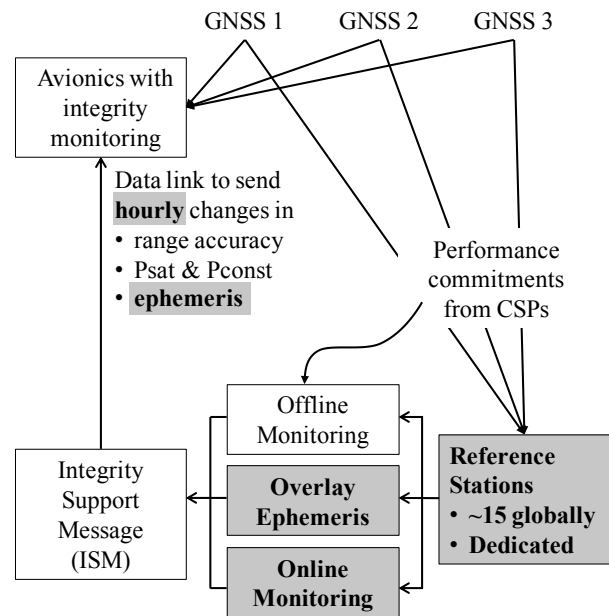 GNSS 1
GNSS 2
GNSS 3
Avionics with
integrity
monitoring
Data link to send
hourly changes in
• range accuracy
• Psat & Pconst
• ephemeris
Performance
commitments
from CSPs
Offline
Monitoring
Overlay
Ephemeris
Online
Monitoring
Reference
Stations
• ~15 globally
• Dedicated
Integrity
Support
Message
(ISM)